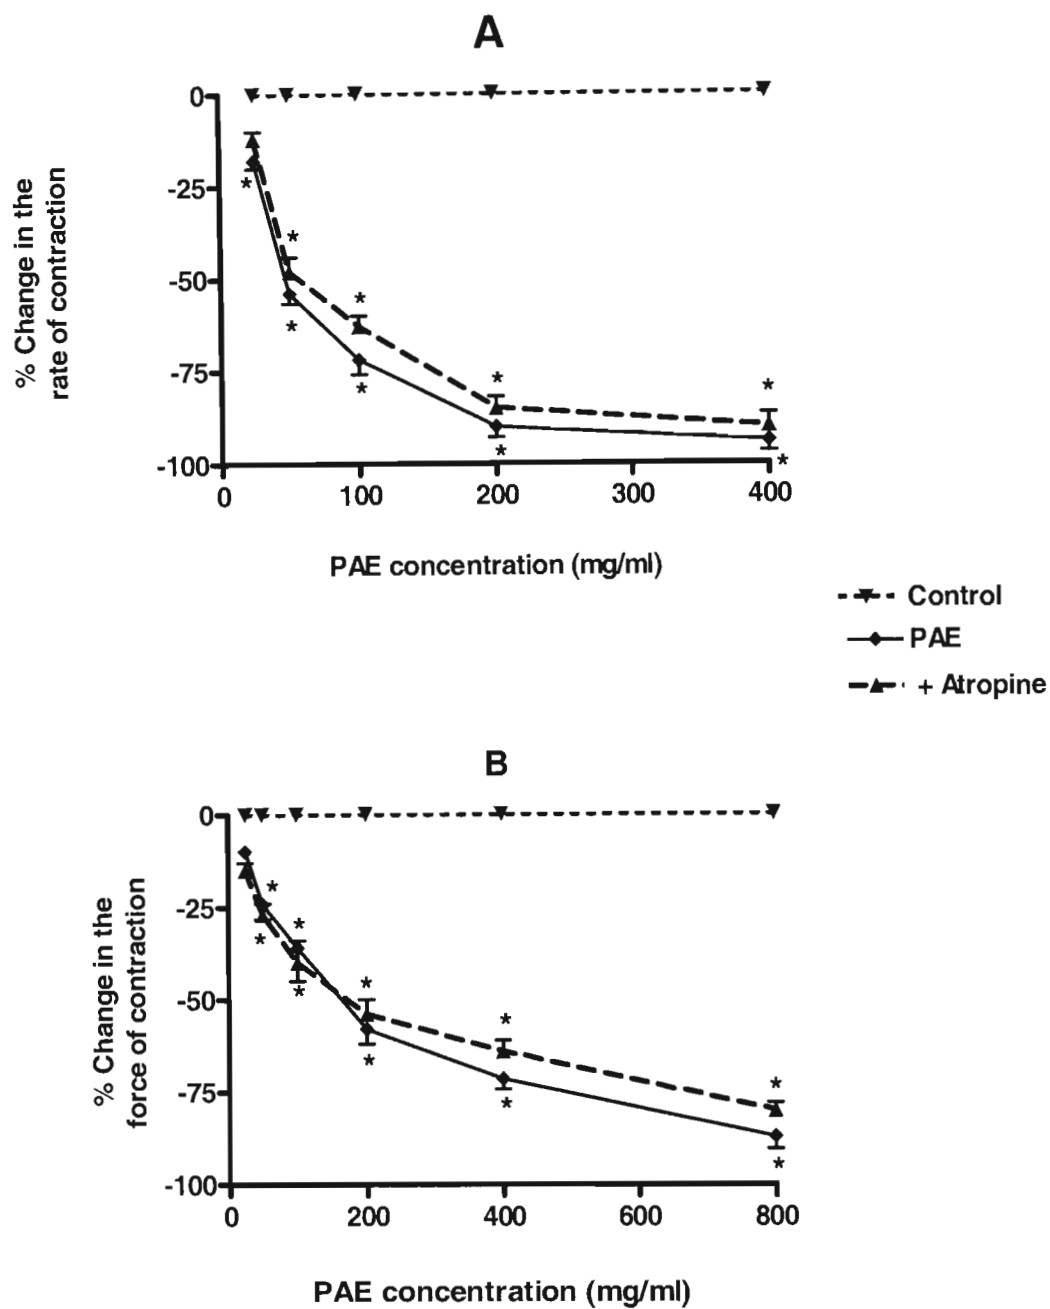 A
0
-25
-50
-75
-100
% Change in the
rate of contraction
*
*
*
*
*
*
*
*
*
0 100 200 300 400
PAE concentration (mg/ml)
Control
PAE
+ Atropine
B
0
-25
-50
-75
-100
% Change in the
force of contraction
*
*
*
*
*
*
*
*
*
*
0 200 400 600 800
PAE concentration (mg/ml)